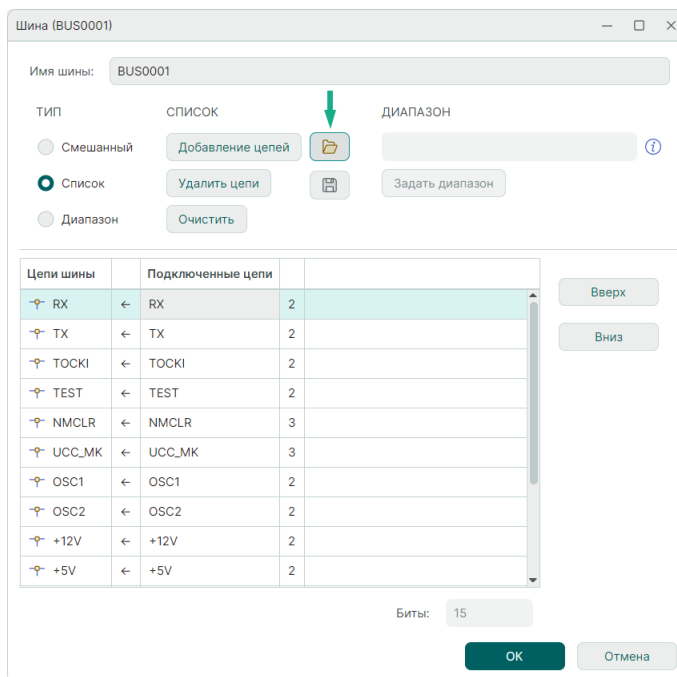 Шина (BUS0001)
Имя шины: BUS0001
ТИП СПИСОК ДИАПАЗОН
Смешанный Добавление цепей
Список Удалить цепи Задать диапазон
Диапазон Очистить
Цепи шины Подключенные цепи
RX ← RX 2
TX ← TX 2
TOCKI ← TOCKI 2
TEST ← TEST 2
NMCLR ← NMCLR 3
UCC_MK ← UCC_MK 3
OSC1 ← OSC1 2
OSC2 ← OSC2 2
+12V ← +12V 2
+5V ← +5V 2
Вверх
Вниз
Биты: 15
ОК Отмена